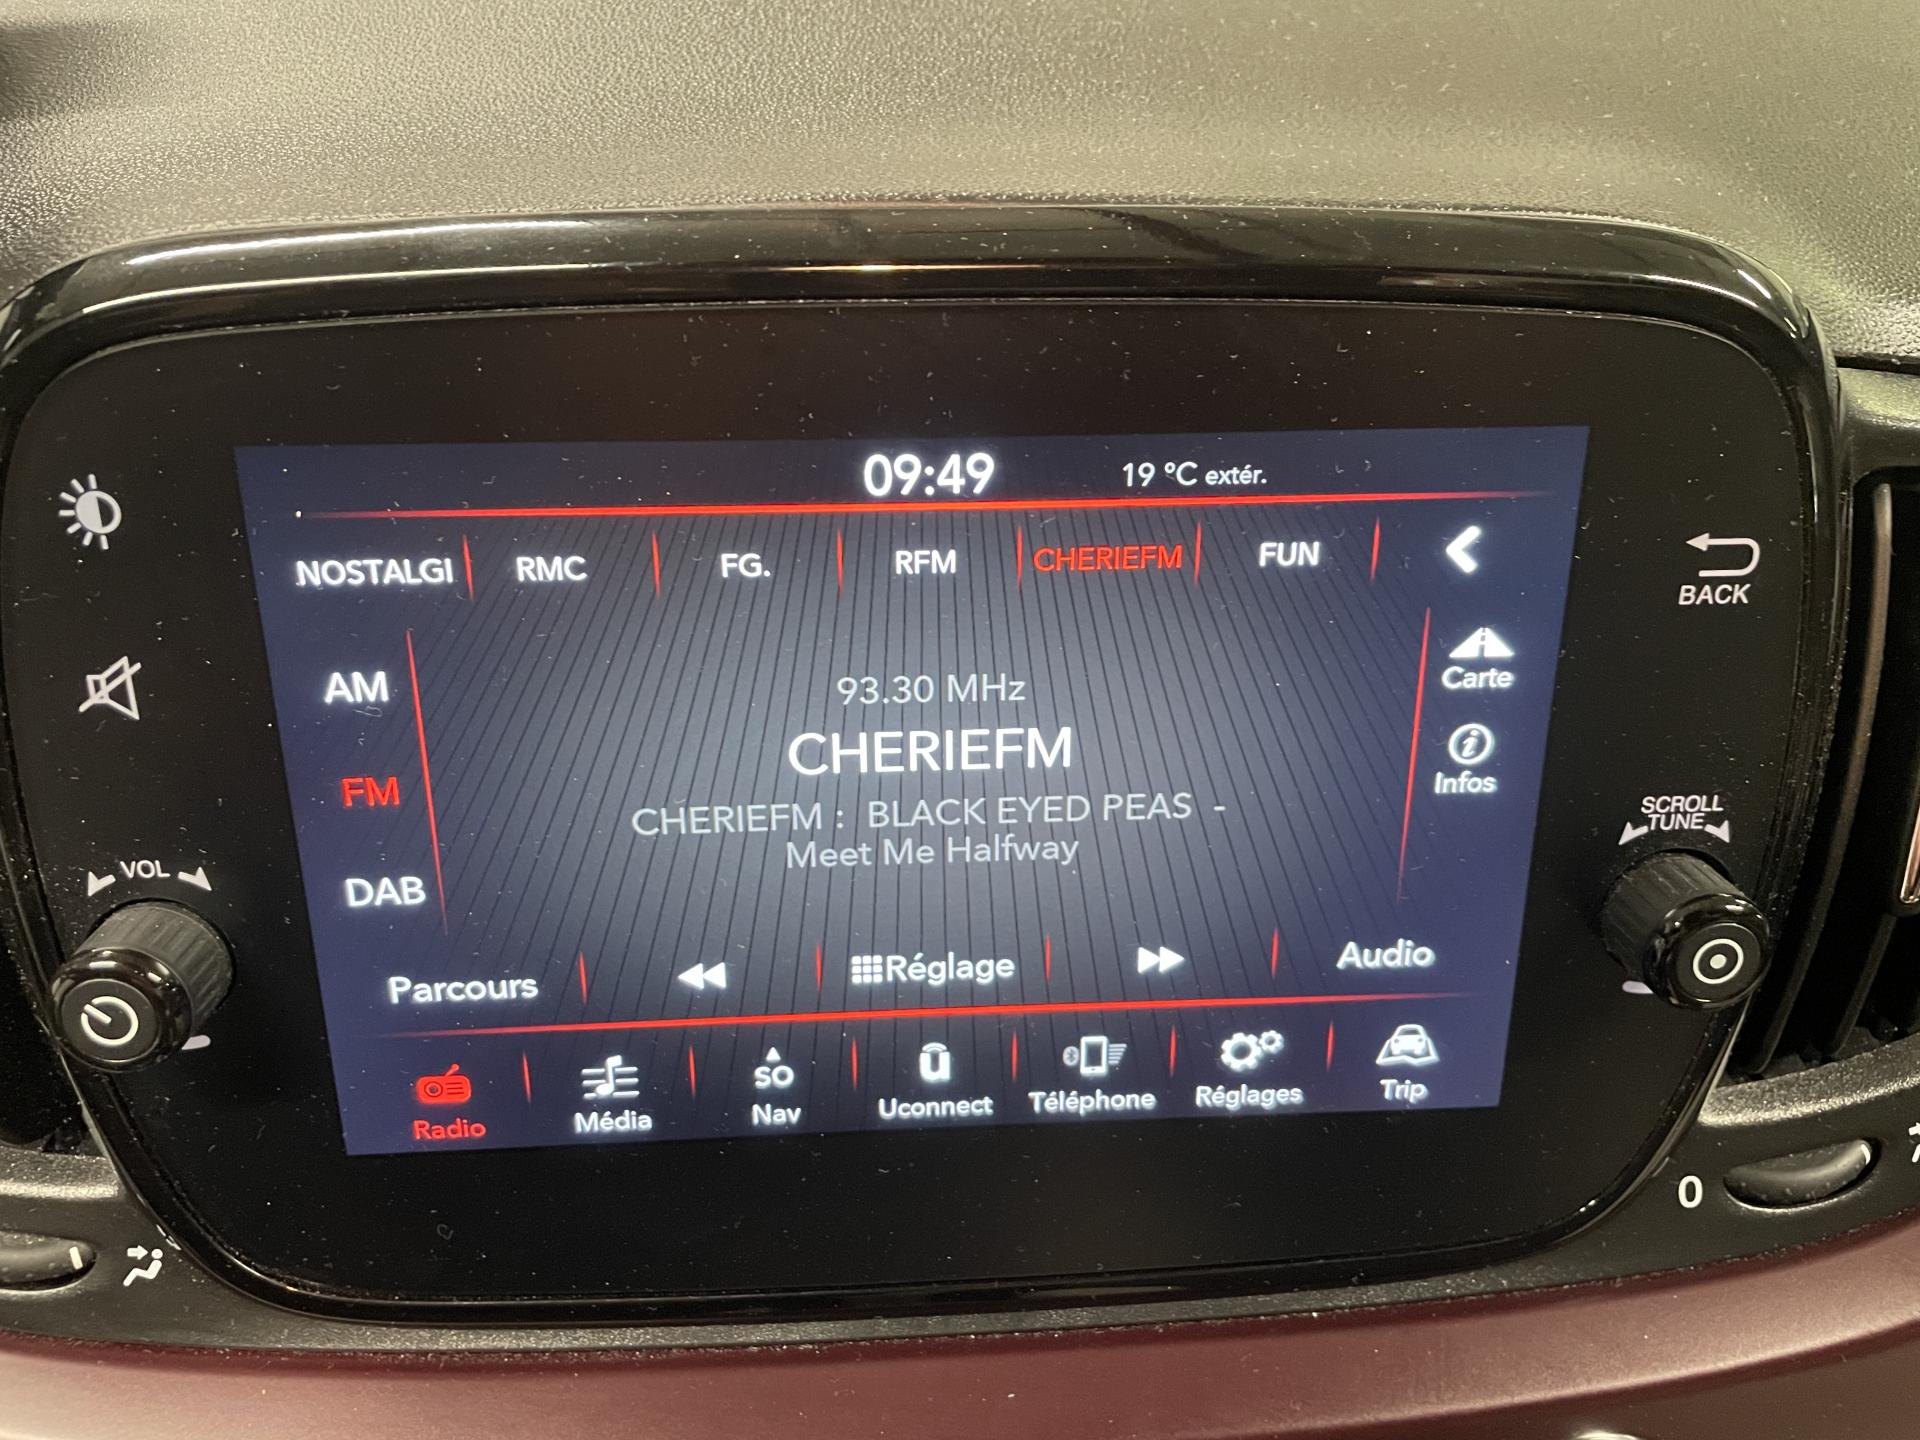 09:49 19 °C extér.
NOSTALGI RMC FG. RFM CHERIEFM FUN
BACK
AM
FM
DAB
93.30 MHz
CHERIEFM
CHERIEFM : BLACK EYED PEAS -
Meet Me Halfway
Carte
Infos
VOL
SCROLL
TUNE
Parcours Réglage Audio
Radio Média Nav Uconnect Téléphone Réglages Trip
0